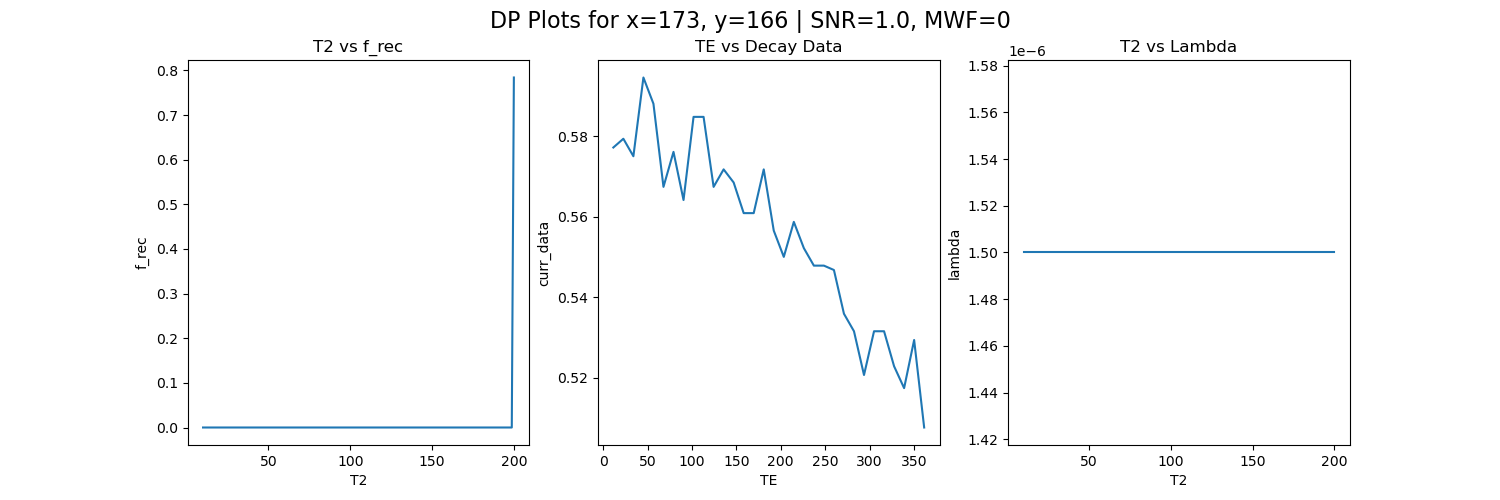 DP Plots for x=173, y=166 | SNR=1.0, MWF=0
T2 vs f_rec
0.8
0.7
0.6
0.5
0.4
0.3
0.2
0.1
0.0
f_rec
50 100 150 200
T2
TE vs Decay Data
0.58
0.56
0.54
0.52
curr_data
0 50 100 150 200 250 300 350
TE
T2 vs Lambda
1e−6
1.58
1.56
1.54
1.52
1.50
1.48
1.46
1.44
1.42
lambda
50 100 150 200
T2